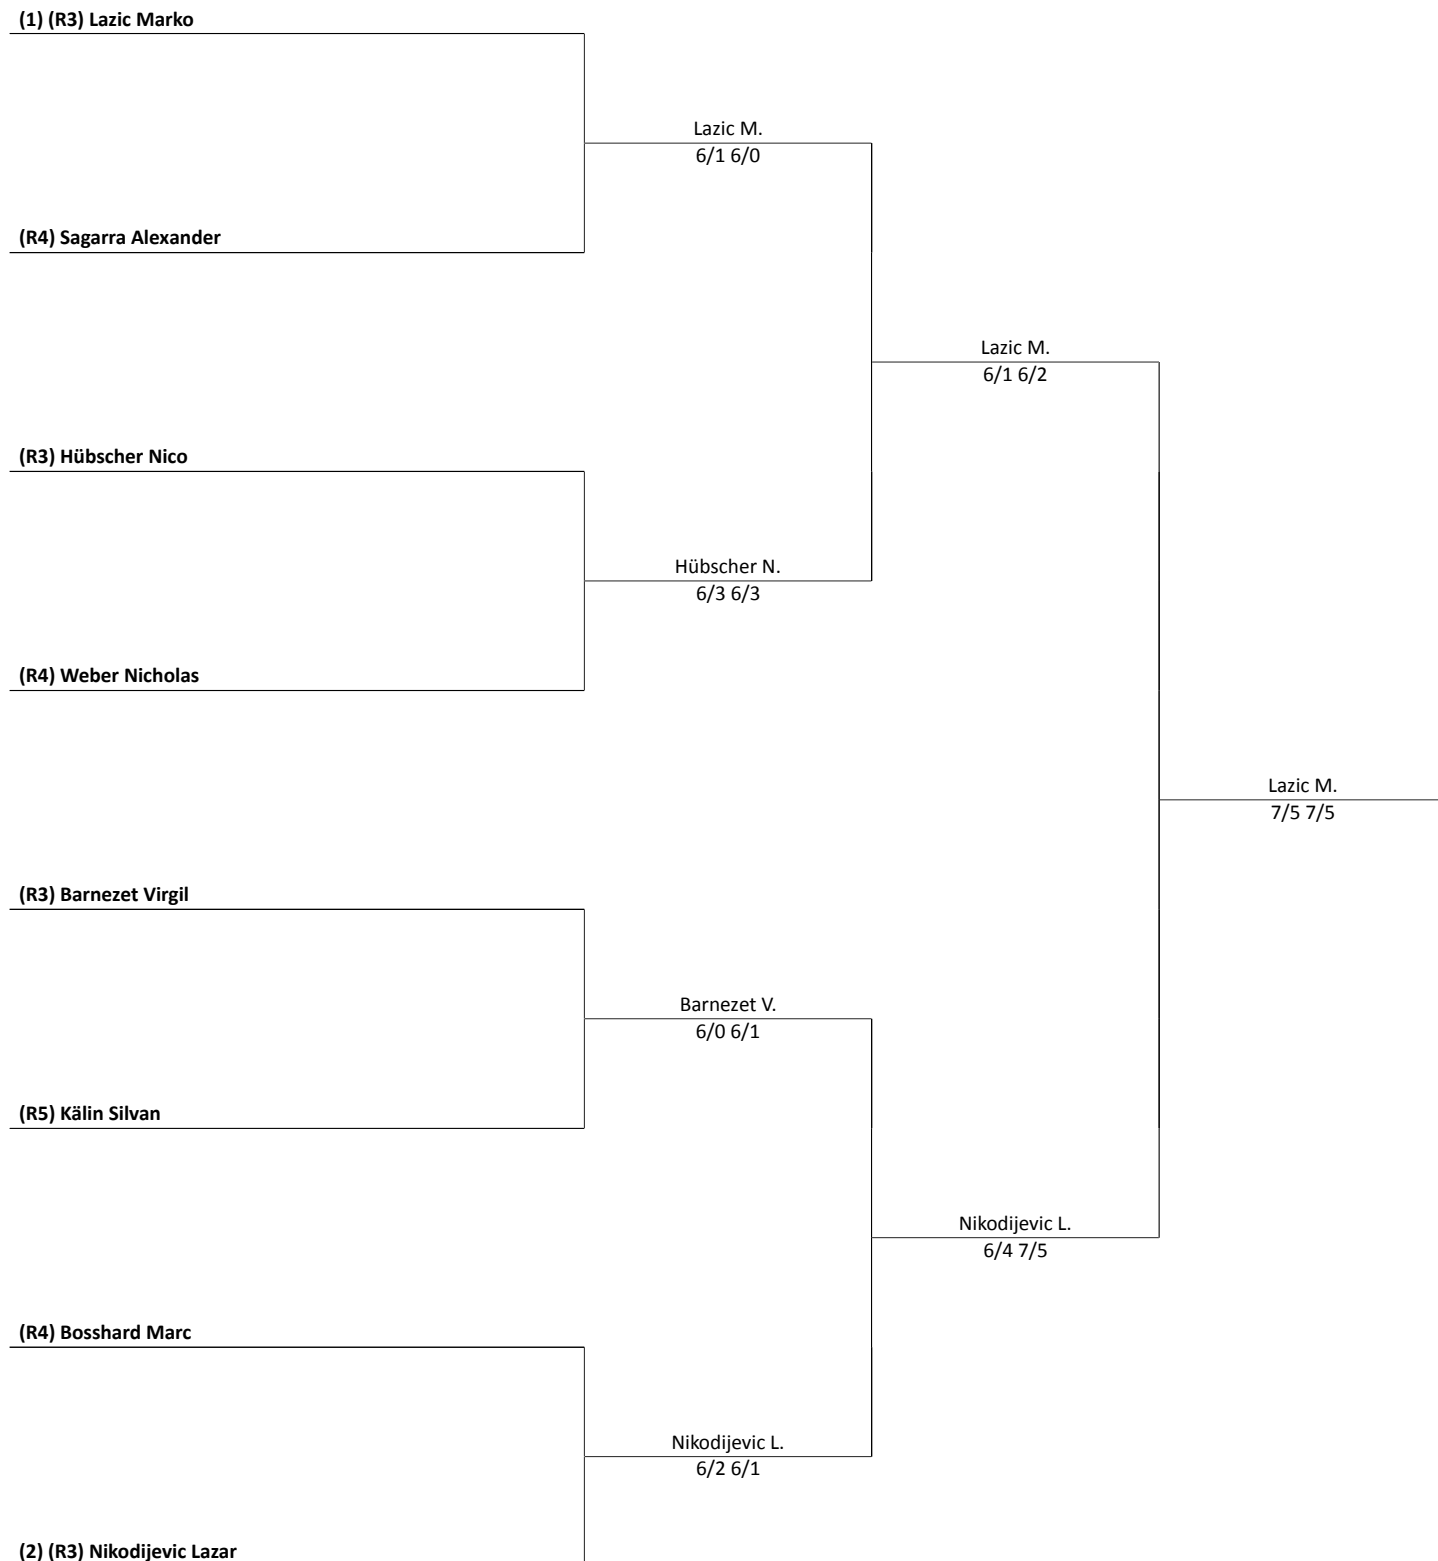 (1) (R3) Lazic Marko
Lazic M.
6/1 6/0
(R4) Sagarra Alexander
Lazic M.
6/1 6/2
(R3) Hübscher Nico
Hübscher N.
6/3 6/3
(R4) Weber Nicholas
Lazic M.
7/5 7/5
(R3) Barnezet Virgil
Barnezet V.
6/0 6/1
(R5) Kälin Silvan
Nikodijevic L.
6/4 7/5
(R4) Bosshard Marc
Nikodijevic L.
6/2 6/1
(2) (R3) Nikodijevic Lazar